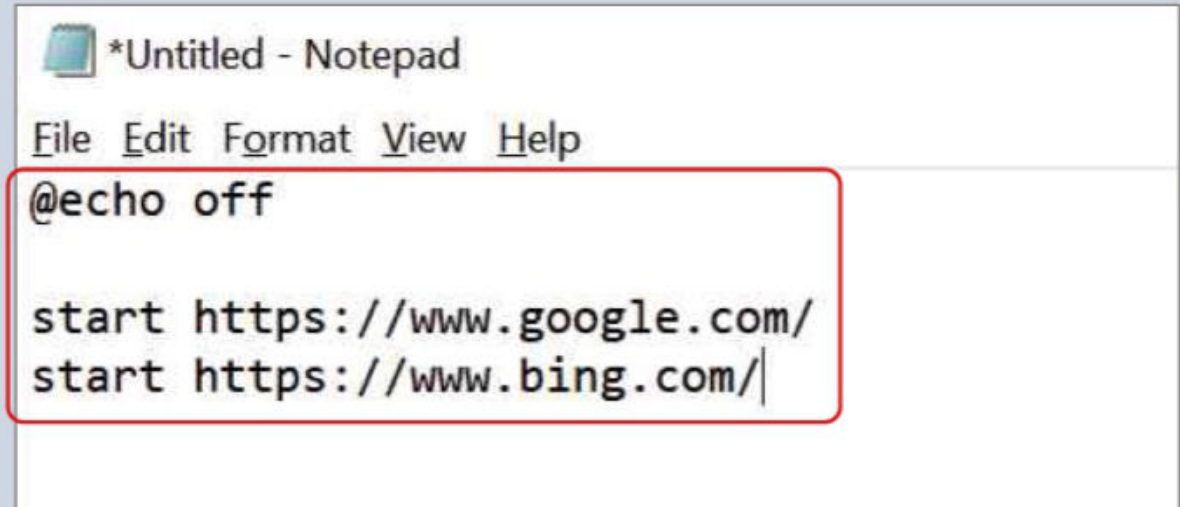 *Untitled - Notepad
File Edit Format View Help
@echo off
start https://www.google.com/
start https://www.bing.com/